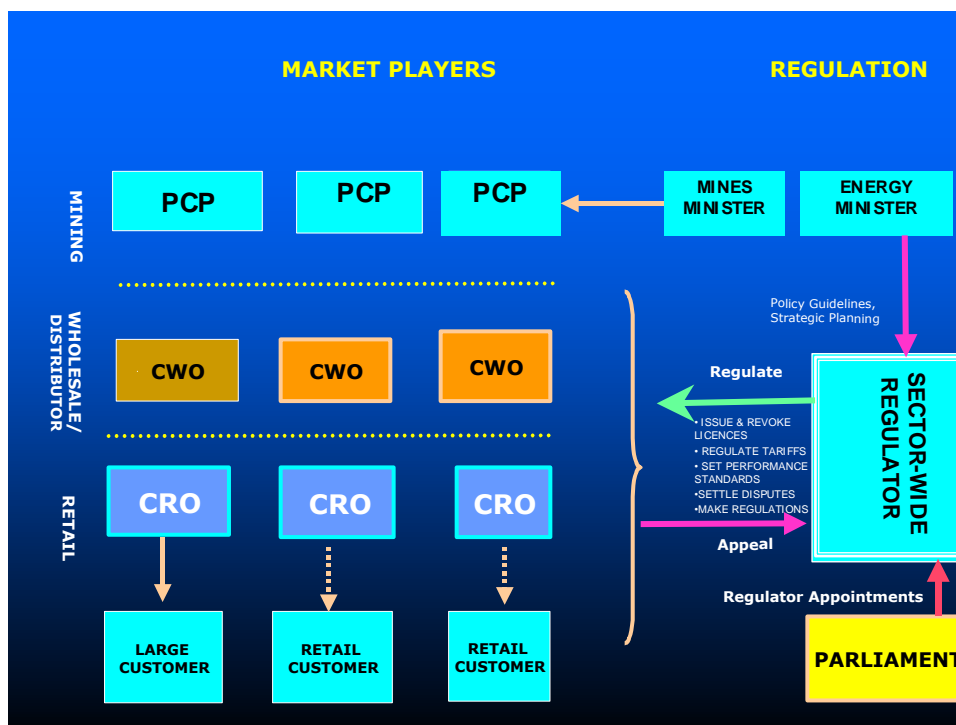 MARKET PLAYERS
REGULATION
MINING
PCP
PCP
PCP
MINES
MINISTER
ENERGY
MINISTER
Policy Guidelines,
Strategic Planning
WHOLESALE/
DISTRIBUTOR
CWO
CWO
CWO
Regulate
• ISSUE & REVOKE
LICENCES
• REGULATE TARIFFS
• SET PERFORMANCE
STANDARDS
•SETTLE DISPUTES
•MAKE REGULATIONS
Appeal
SECTOR-WIDE
REGULATOR
RETAIL
CRO
CRO
CRO
Regulator Appointments
LARGE
CUSTOMER
RETAIL
CUSTOMER
RETAIL
CUSTOMER
PARLIAMENT